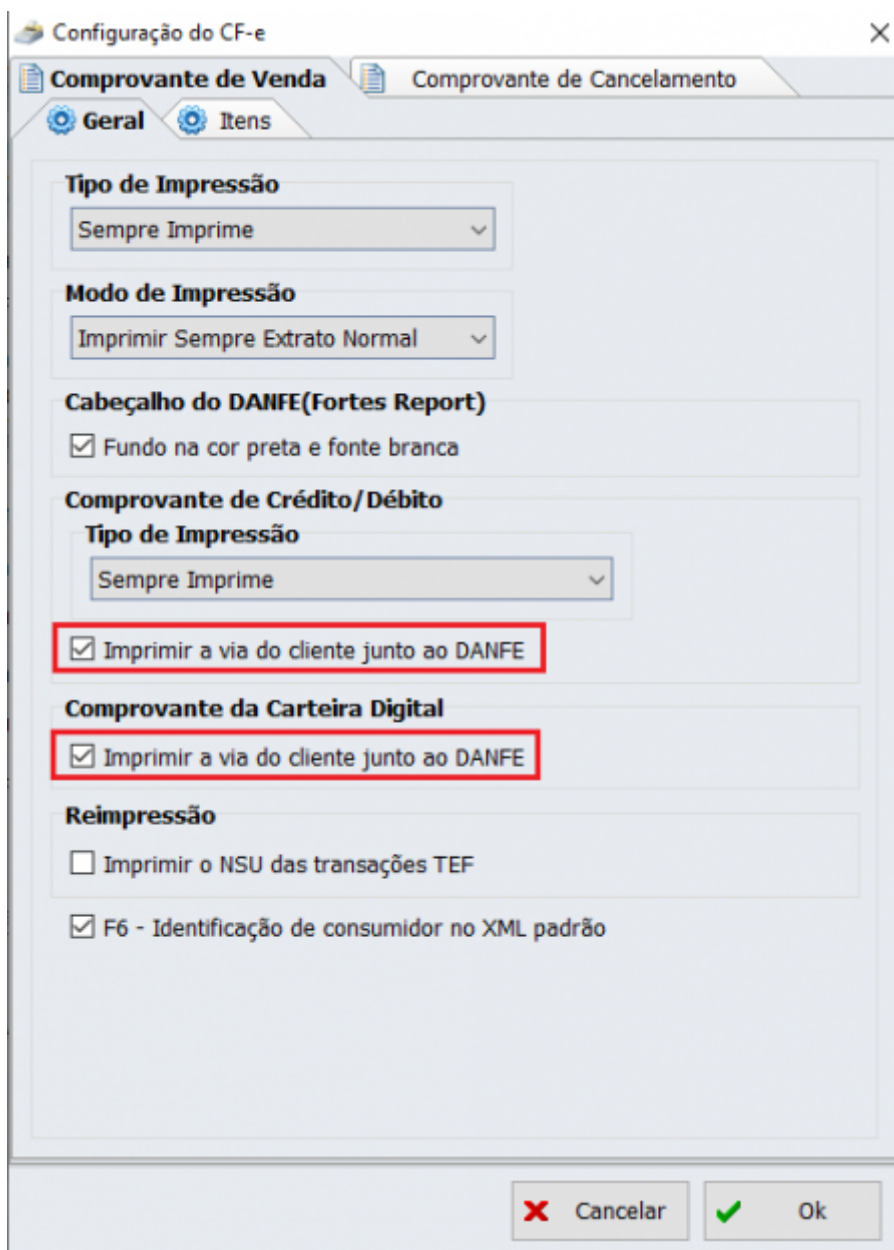 Configuração do CF-e
Comprovante de Venda
Comprovante de Cancelamento
Geral
Itens
Tipo de Impressão
Sempre Imprime
Modo de Impressão
Imprimir Sempre Extrato Normal
Cabeçalho do DANFE(Fortes Report)
Fundo na cor preta e fonte branca
Comprovante de Crédito/Débito
Tipo de Impressão
Sempre Imprime
Imprimir a via do cliente junto ao DANFE
Comprovante da Carteira Digital
Imprimir a via do cliente junto ao DANFE
Reimpressão
Imprimir o NSU das transações TEF
F6 - Identificação de consumidor no XML padrão
Cancelar
Ok